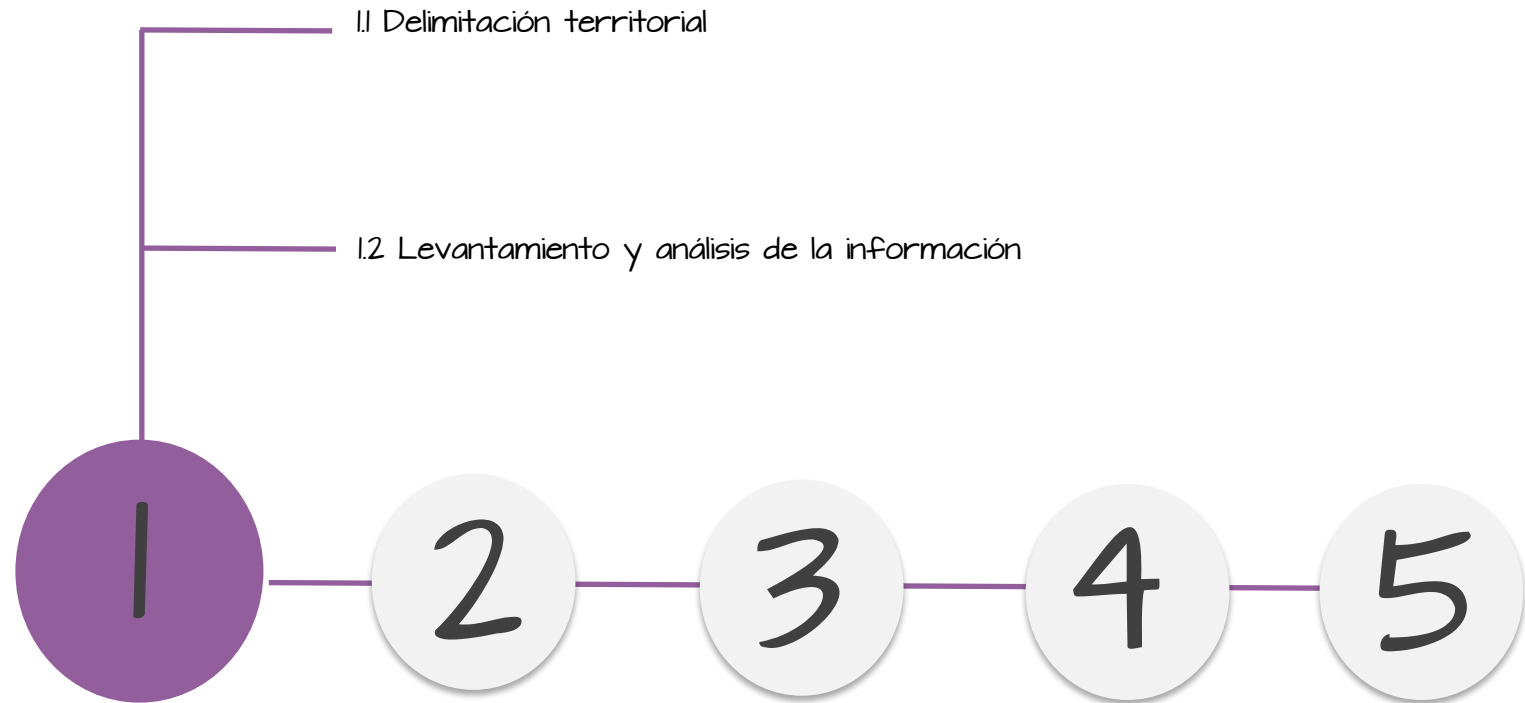 1.1 Delimitación territorial
1.2 Levantamiento y análisis de la información
1 2 3 4 5